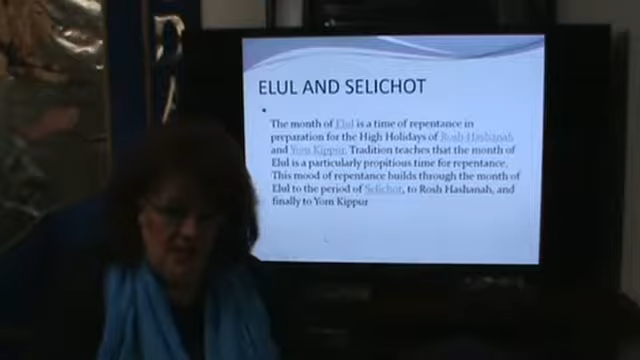 ELUL AND SELICHOT
The month of Elul is a time of repentance in
preparation for the High Holidays of Rosh Hashanah
and Yom Kippur. Tradition teaches that the month of
Elul is a particularly propitious time for repentance.
This mood of repentance builds through the month of
Elul to the period of Selichot, to Rosh Hashanah, and
finally to Yom Kippur